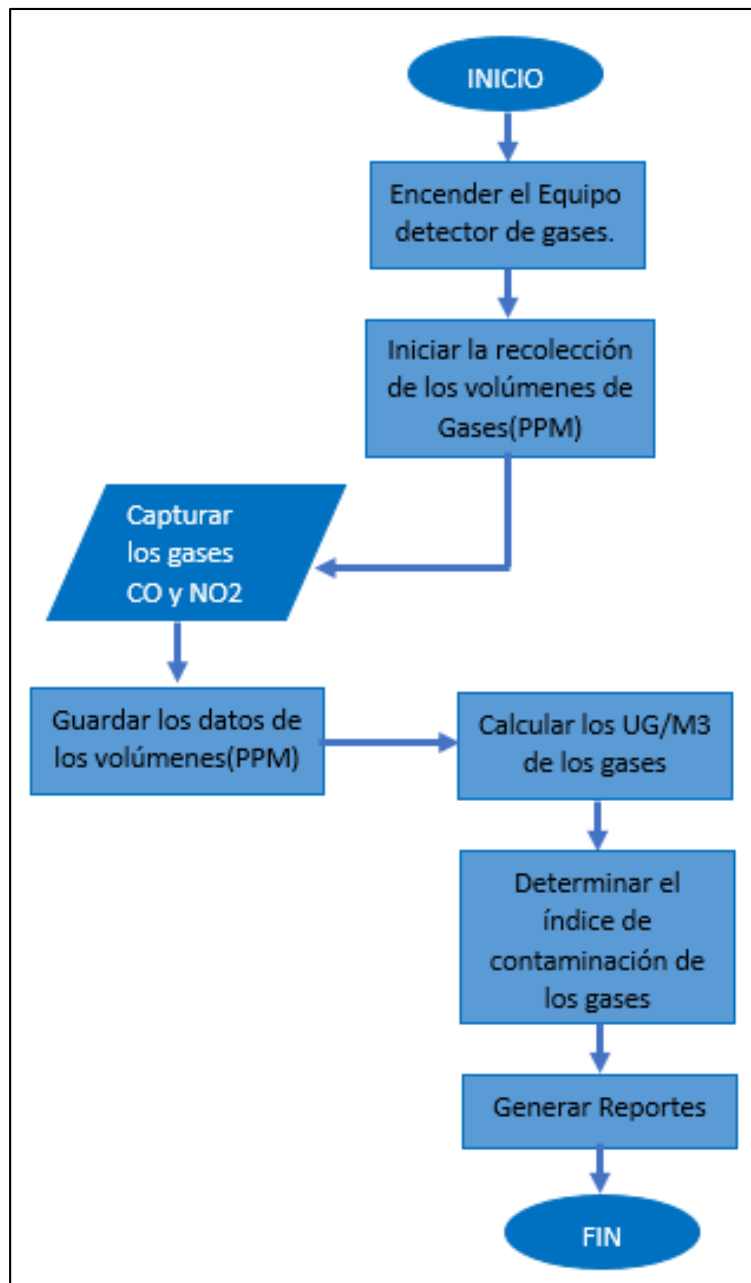 INICIO
Encender el Equipo
detector de gases.
Iniciar la recolección
de los volúmenes de
Gases(PPM)
Capturar
los gases
CO y NO2
Guardar los datos de
los volúmenes(PPM)
Calcular los UG/M3
de los gases
Determinar el
índice de
contaminación de
los gases
Generar Reportes
FIN